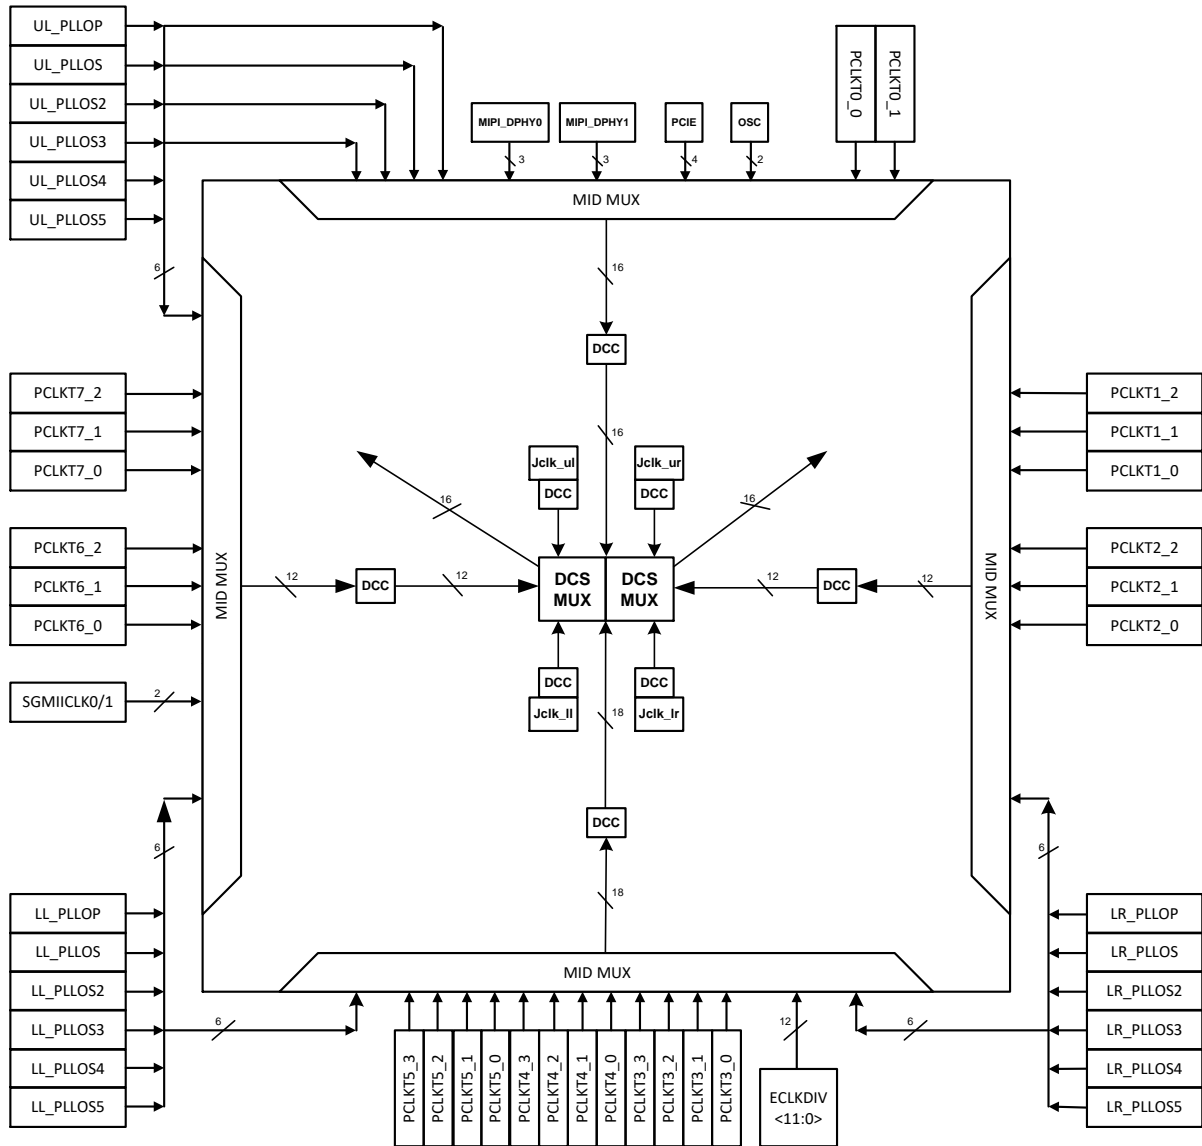 UL_PLLOP
UL_PLLOS
UL_PLLOS2
UL_PLLOS3
UL_PLLOS4
UL_PLLOS5
6
MIPI_DPHY0
3
MIPI_DPHY1
3
PCIE
4
OSC
2
PCLKT0_0
PCLKT0_1
MID MUX
16
DCC
16
PCLKT7_2
PCLKT7_1
PCLKT7_0
PCLKT6_2
PCLKT6_1
PCLKT6_0
SGMIICLK0/1
2
MID MUX
12
DCC
12
16
Jclk_ul
DCC
Jclk_ur
DCC
16
DCS
MUX
DCS
MUX
12
DCC
12
MID MUX
PCLKT1_2
PCLKT1_1
PCLKT1_0
PCLKT2_2
PCLKT2_1
PCLKT2_0
DCC
Jclk_ll
18
DCC
Jclk_lr
DCC
18
MID MUX
6
LL_PLLOP
LL_PLLOS
LL_PLLOS2
LL_PLLOS3
LL_PLLOS4
LL_PLLOS5
6
PCLKT5_3
PCLKT5_2
PCLKT5_1
PCLKT5_0
PCLKT4_3
PCLKT4_2
PCLKT4_1
PCLKT4_0
PCLKT3_3
PCLKT3_2
PCLKT3_1
PCLKT3_0
12
ECLKDIV
<11:0>
6
6
LR_PLLOP
LR_PLLOS
LR_PLLOS2
LR_PLLOS3
LR_PLLOS4
LR_PLLOS5